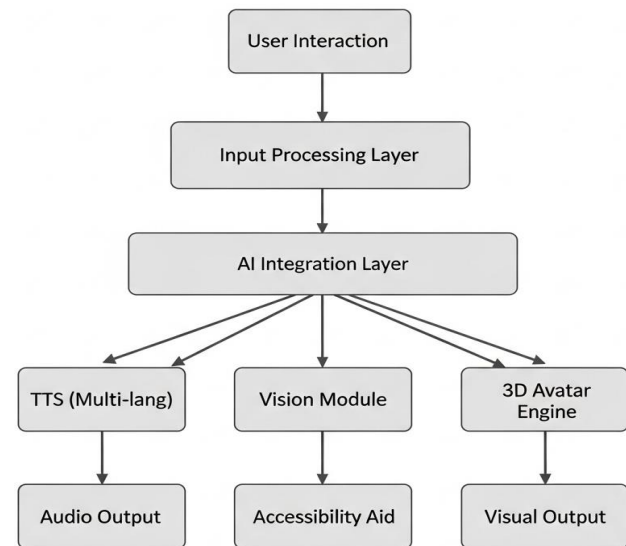 User Interaction
Input Processing Layer
AI Integration Layer
TTS (Multi-lang)
Vision Module
3D Avatar
Engine
Audio Output
Accessibility Aid
Visual Output